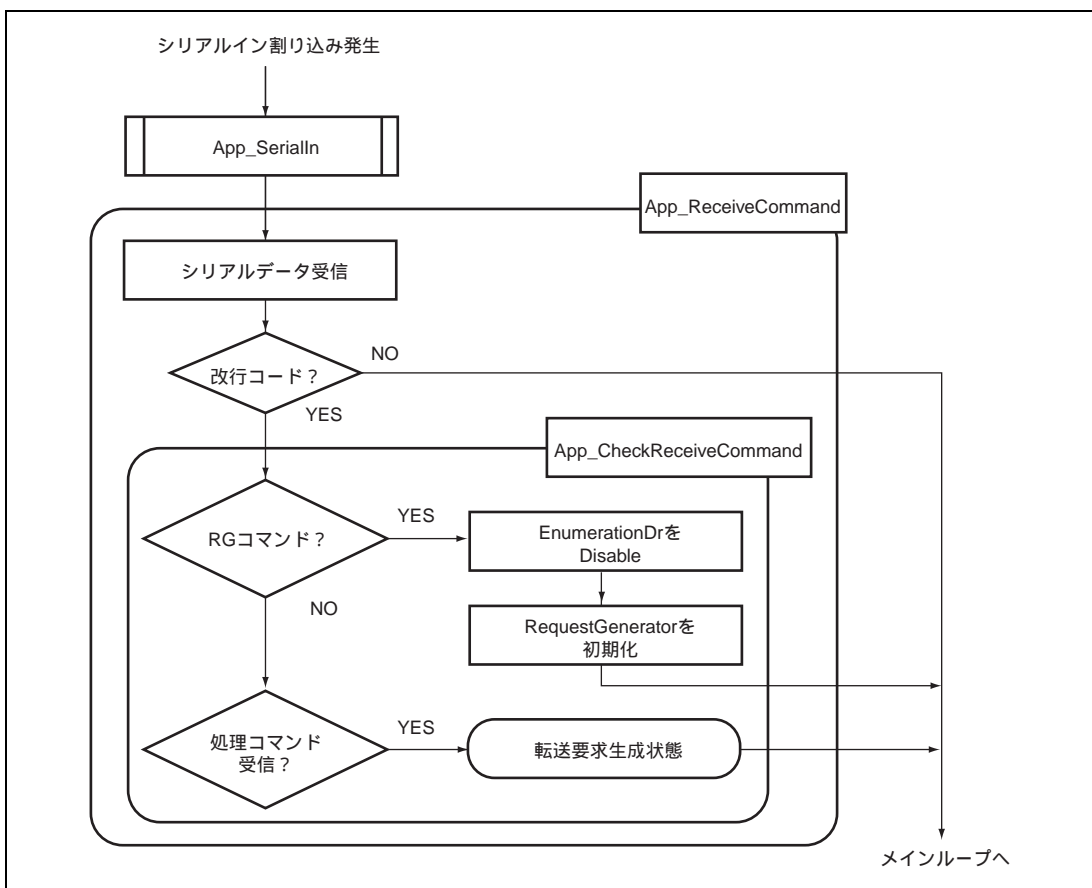 シリアルイン割り込み発生
App_SerialIn
App_ReceiveCommand
シリアルデータ受信
改行コード？
NO
YES
App_CheckReceiveCommand
RGコマンド？
YES
EnumerationDrを
Disable
NO
RequestGeneratorを
初期化
処理コマンド
受信？
YES
転送要求生成状態
メインループへ